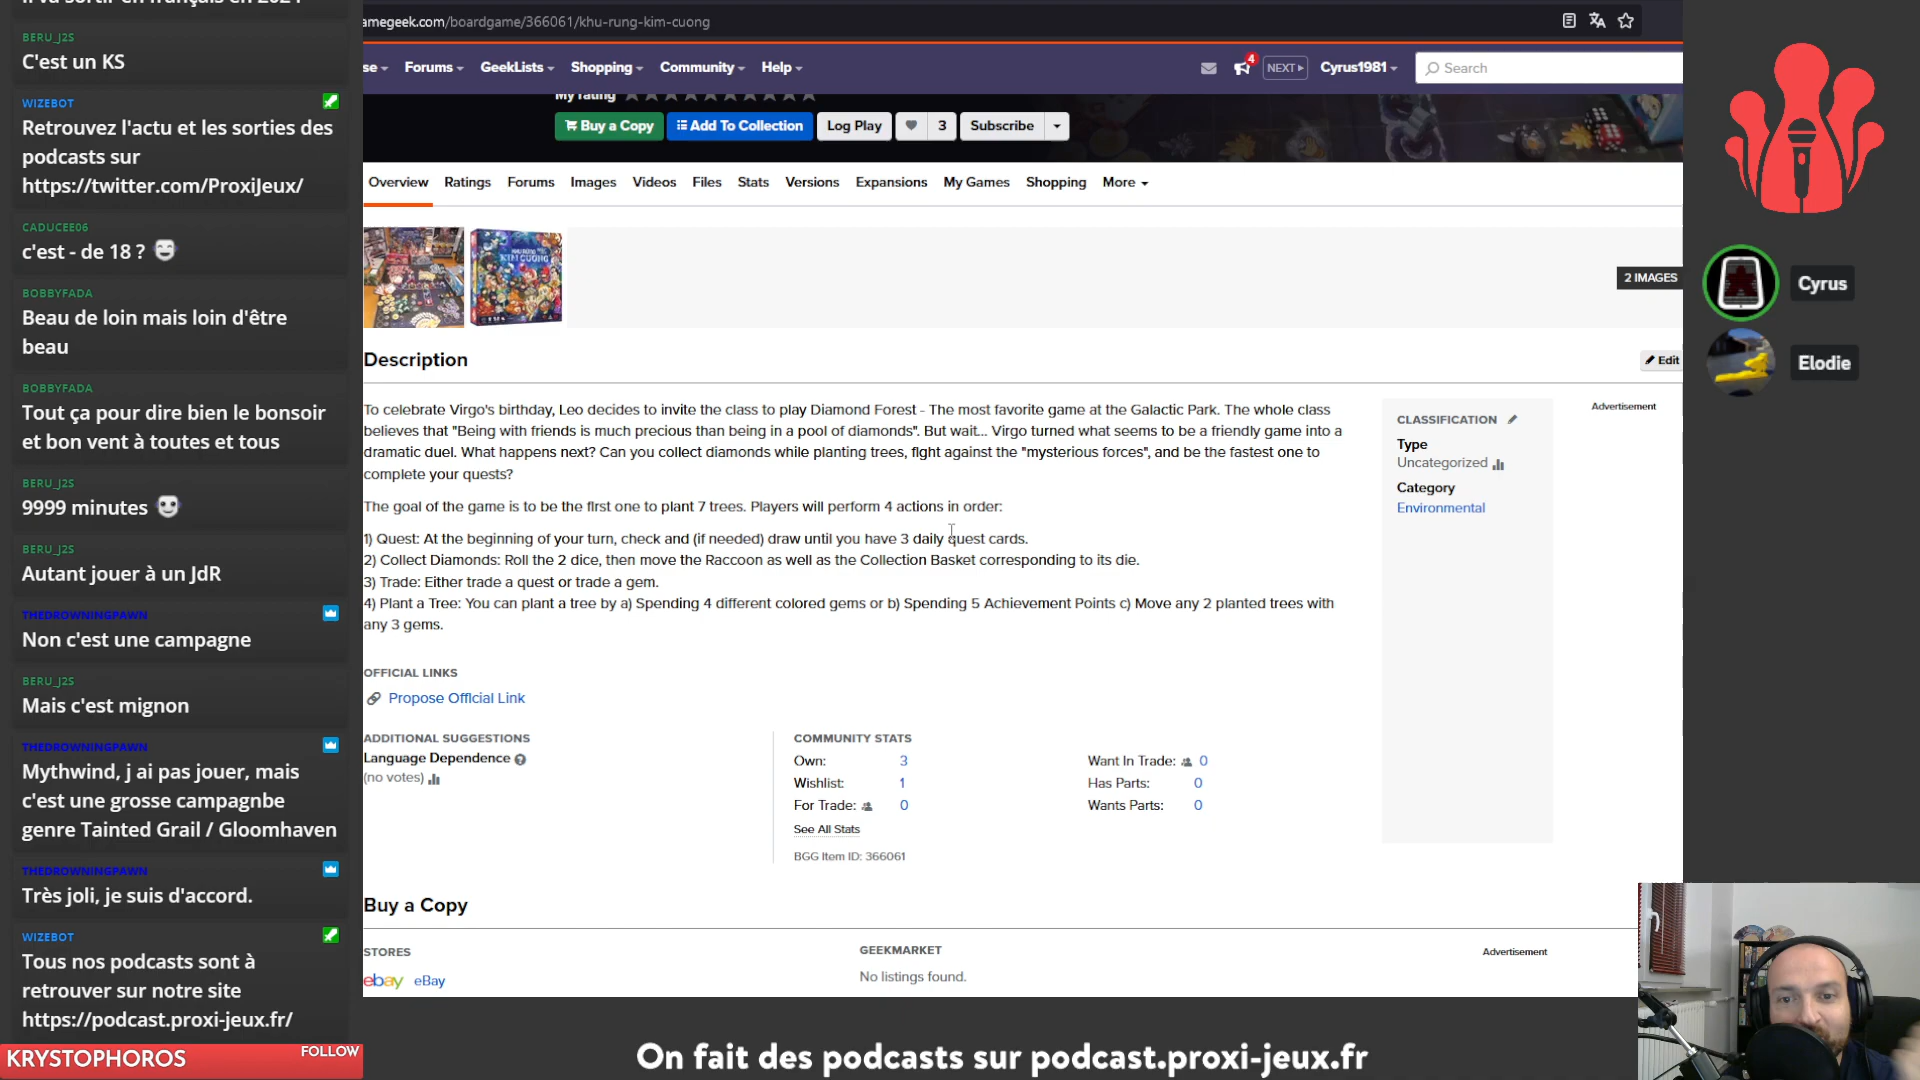 BERU_J2S
C'est un KS
WIZEBOT
Retrouvez l'actu et les sorties des
podcasts sur
https://twitter.com/ProxiJeux/
CADUCEE06
c'est - de 18 ?
BOBBYFADA
Beau de loin mais loin d'être
beau
BOBBYFADA
Tout ça pour dire bien le bonsoir
et bon vent à toutes et tous
BERU_J2S
9999 minutes
BERU_J2S
Autant jouer à un JdR
THEDROWNINGPAWN
Non c'est une campagne
BERU_J2S
Mais c'est mignon
THEDROWNINGPAWN
Mythwind, j ai pas jouer, mais
c'est une grosse campagnbe
genre Tainted Grail / Gloomhaven
THEDROWNINGPAWN
Très joli, je suis d'accord.
WIZEBOT
Tous nos podcasts sont à
retrouver sur notre site
https://podcast.proxi-jeux.fr/
KRYSTOPHOROS
FOLLOW
amegeek.com/boardgame/366061/khu-rung-kim-cuong
se Forums GeekLists Shopping Community Help
4 NEXT Cyrus1981 Search
My rating
Buy a Copy Add To Collection Log Play 3 Subscribe
Overview Ratings Forums Images Videos Files Stats Versions Expansions My Games Shopping More
KIM CUONG
2 IMAGES
Description
Edit
To celebrate Virgo's birthday, Leo decides to invite the class to play Diamond Forest - The most favorite game at the Galactic Park. The whole class
believes that "Being with friends is much precious than being in a pool of diamonds". But wait... Virgo turned what seems to be a friendly game into a
dramatic duel. What happens next? Can you collect diamonds while planting trees, fight against the "mysterious forces", and be the fastest one to
complete your quests?
The goal of the game is to be the first one to plant 7 trees. Players will perform 4 actions in order:
1) Quest: At the beginning of your turn, check and (if needed) draw until you have 3 daily quest cards.
2) Collect Diamonds: Roll the 2 dice, then move the Raccoon as well as the Collection Basket corresponding to its die.
3) Trade: Either trade a quest or trade a gem.
4) Plant a Tree: You can plant a tree by a) Spending 4 different colored gems or b) Spending 5 Achievement Points c) Move any 2 planted trees with
any 3 gems.
CLASSIFICATION
Type
Uncategorized
Category
Environmental
Advertisement
OFFICIAL LINKS
Propose Official Link
ADDITIONAL SUGGESTIONS
Language Dependence
(no votes)
COMMUNITY STATS
Own: 3
Wishlist: 1
For Trade: 0
Want In Trade: 0
Has Parts: 0
Wants Parts: 0
See All Stats
BGG Item ID: 366061
Buy a Copy
STORES
ebay eBay
GEEKMARKET
No listings found.
Advertisement
Cyrus
Elodie
On fait des podcasts sur podcast.proxi-jeux.fr